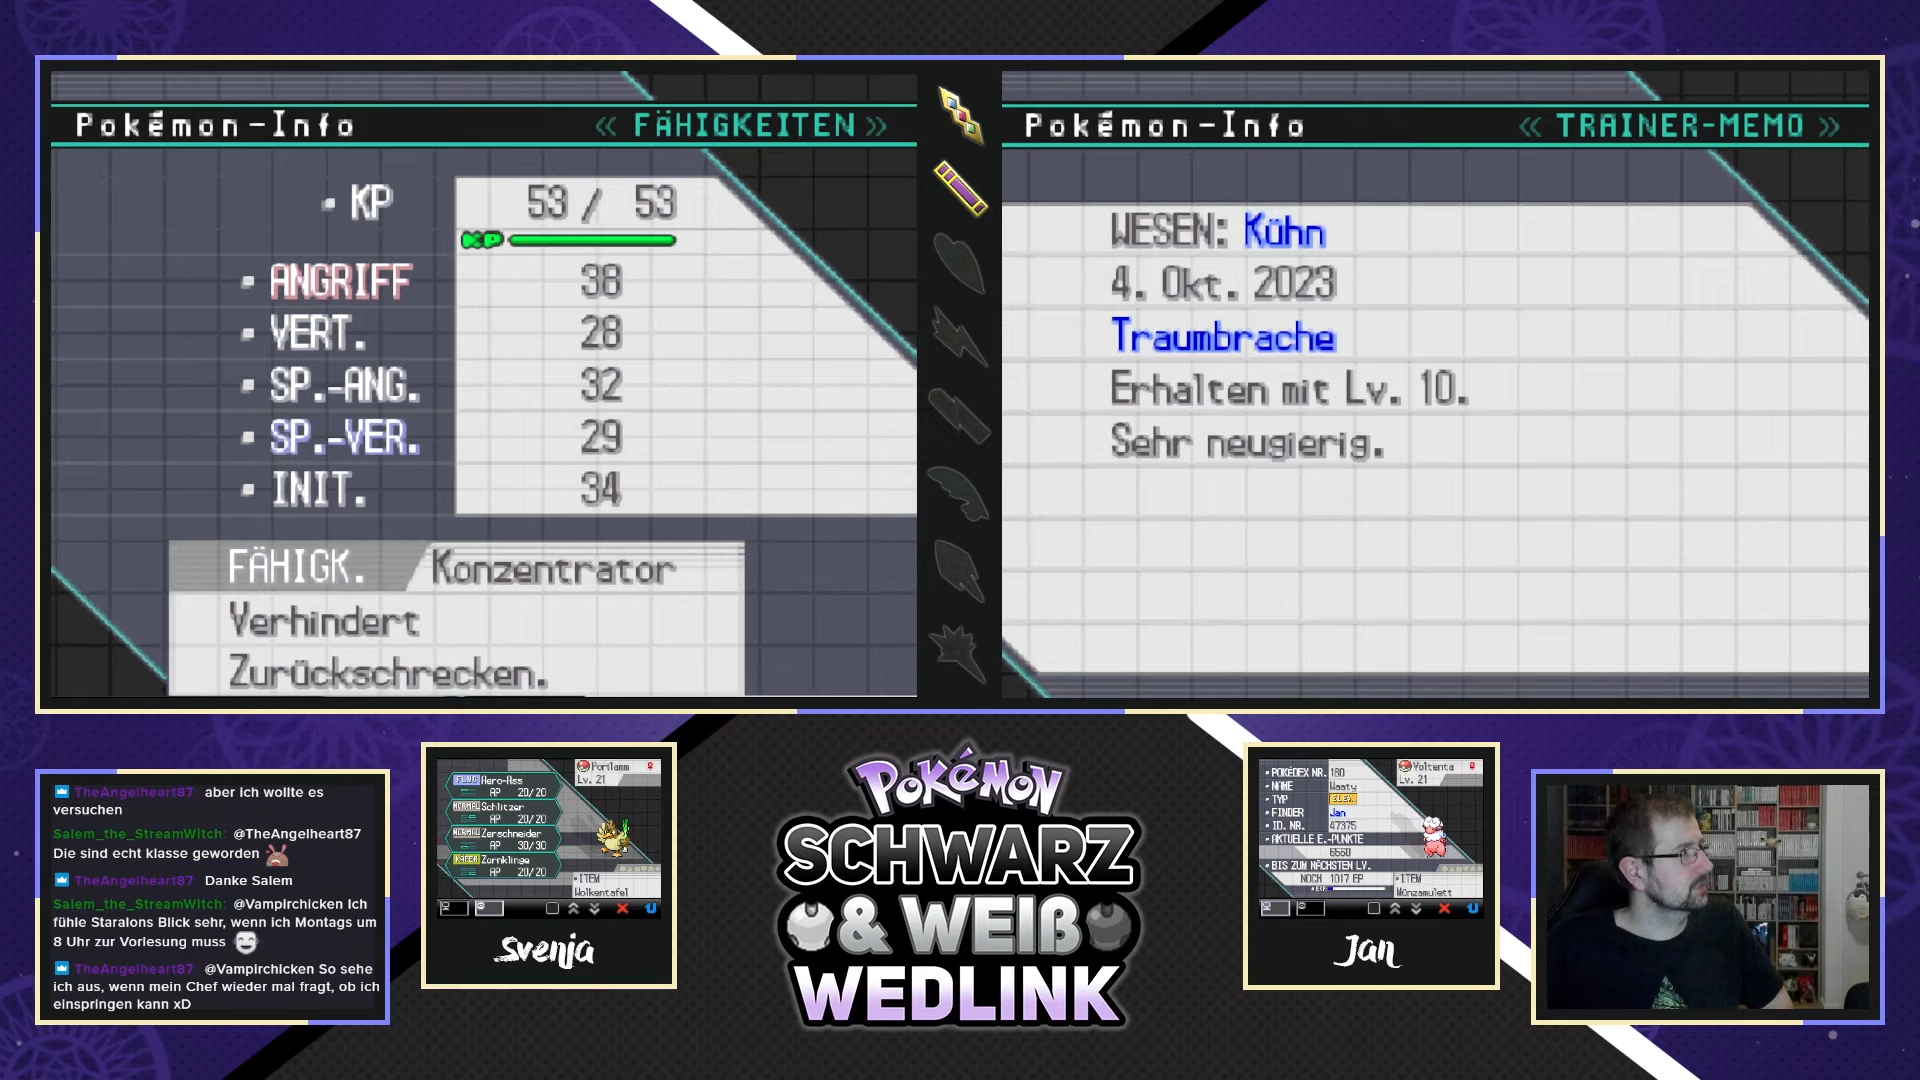 Pokémon-Info
« FÄHIGKEITEN »
KP 53 / 53
KP
ANGRIFF 38
VERT. 28
SP.-ANG. 32
SP.-VER. 29
INIT. 34
FÄHIGK. Konzentrator
Verhindert
Zurückschrecken.
Pokémon-Info
« TRAINER-MEMO »
WESEN: Kühn
4. Okt. 2023
Traumbrache
Erhalten mit Lv. 10.
Sehr neugierig.
TheAngelheart87: aber ich wollte es
versuchen
Salem_the_StreamWitch: @TheAngelheart87
Die sind echt klasse geworden
TheAngelheart87: Danke Salem
Salem_the_StreamWitch: @Vampirchicken Ich
fühle Staralons Blick sehr, wenn ich Montags um
8 Uhr zur Vorlesung muss
TheAngelheart87: @Vampirchicken So sehe
ich aus, wenn mein Chef wieder mal fragt, ob ich
einspringen kann xD
Porilamm ♀
Lv. 21
FLUG Aero-Ass
AP 20/20
NORMAL Schlitzer
AP 20/20
NORMAL Zerschneider
AP 30/30
KÄFER Zornklinge
AP 20/20
ITEM
Wolkentafel
Svenja
POKÉMON
SCHWARZ
& WEIß
WEDLINK
Voltenta ♀
Lv. 21
POKÉDEX NR. 180
NAME Waaty
TYP ELEK.
FINDER Jan
ID. NR. 47375
AKTUELLE E.-PUNKTE
6550
BIS ZUM NÄCHSTEN LV.
NOCH 1017 EP
ITEM
Münzamulett
Jan